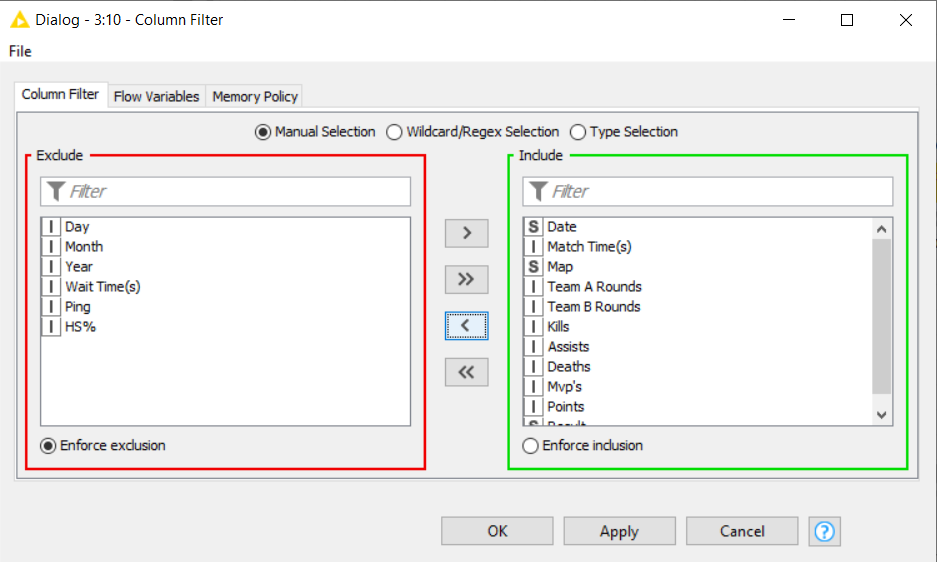 Dialog - 3:10 - Column Filter
File
Column Filter Flow Variables Memory Policy
Manual Selection Wildcard/Regex Selection Type Selection
Exclude
Filter
I Day
I Month
I Year
I Wait Time(s)
I Ping
I HS%
Enforce exclusion
>
>>
<
<<
Include
Filter
S Date
I Match Time(s)
S Map
I Team A Rounds
I Team B Rounds
I Kills
I Assists
I Deaths
I Mvp's
I Points
S Result
Enforce inclusion
OK Apply Cancel ?